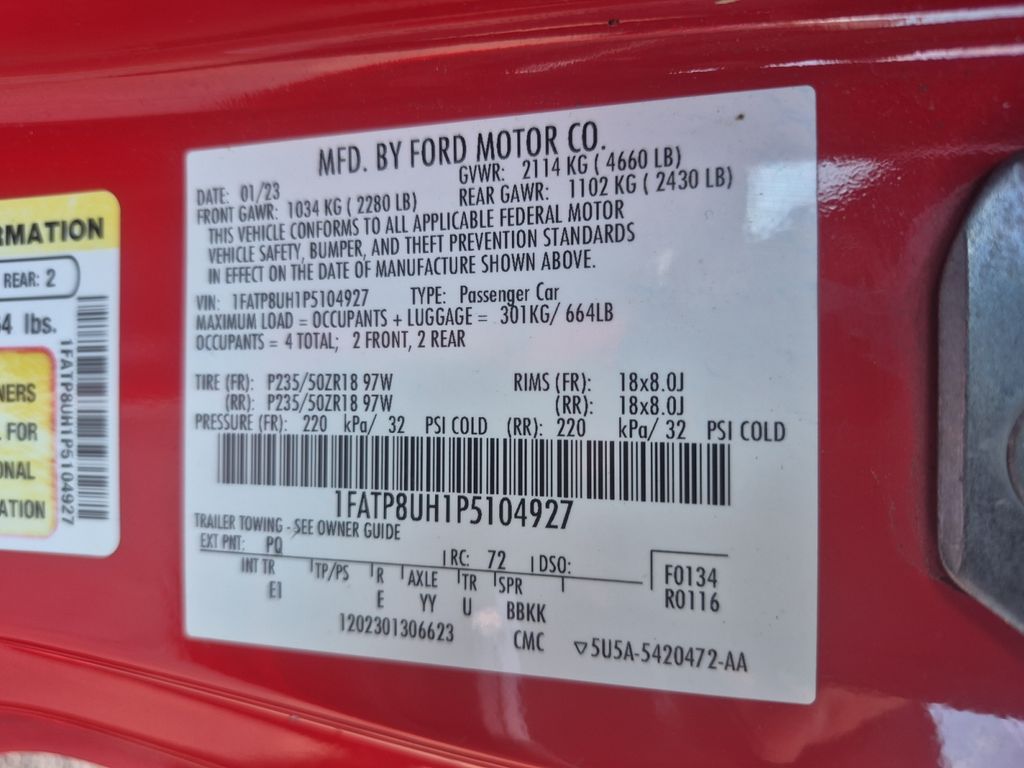 MFD. BY FORD MOTOR CO.
DATE: 01/23
GVWR: 2114 KG ( 4660 LB)
FRONT GAWR: 1034 KG ( 2280 LB)
REAR GAWR: 1102 KG ( 2430 LB)
THIS VEHICLE CONFORMS TO ALL APPLICABLE FEDERAL MOTOR
VEHICLE SAFETY, BUMPER, AND THEFT PREVENTION STANDARDS
IN EFFECT ON THE DATE OF MANUFACTURE SHOWN ABOVE.
VIN: 1FATP8UH1P5104927 TYPE: Passenger Car
MAXIMUM LOAD = OCCUPANTS + LUGGAGE = 301KG/ 664LB
OCCUPANTS = 4 TOTAL; 2 FRONT, 2 REAR
TIRE (FR): P235/50ZR18 97W RIMS (FR): 18x8.0J
(RR): P235/50ZR18 97W (RR): 18x8.0J
PRESSURE (FR): 220 kPa/ 32 PSI COLD (RR): 220 kPa/ 32 PSI COLD
1FATP8UH1P5104927
TRAILER TOWING - SEE OWNER GUIDE
EXT PNT: PQ RC: 72 DSO:
INT TR TP/PS R AXLE TR SPR
EI E YY U BBKK
F0134
R0116
1202301306623 CMC ▽5U5A-5420472-AA
RMATION
REAR: 2
64 lbs.
NERS
L FOR
ONAL
ATION
1FATP8UH1P5104927